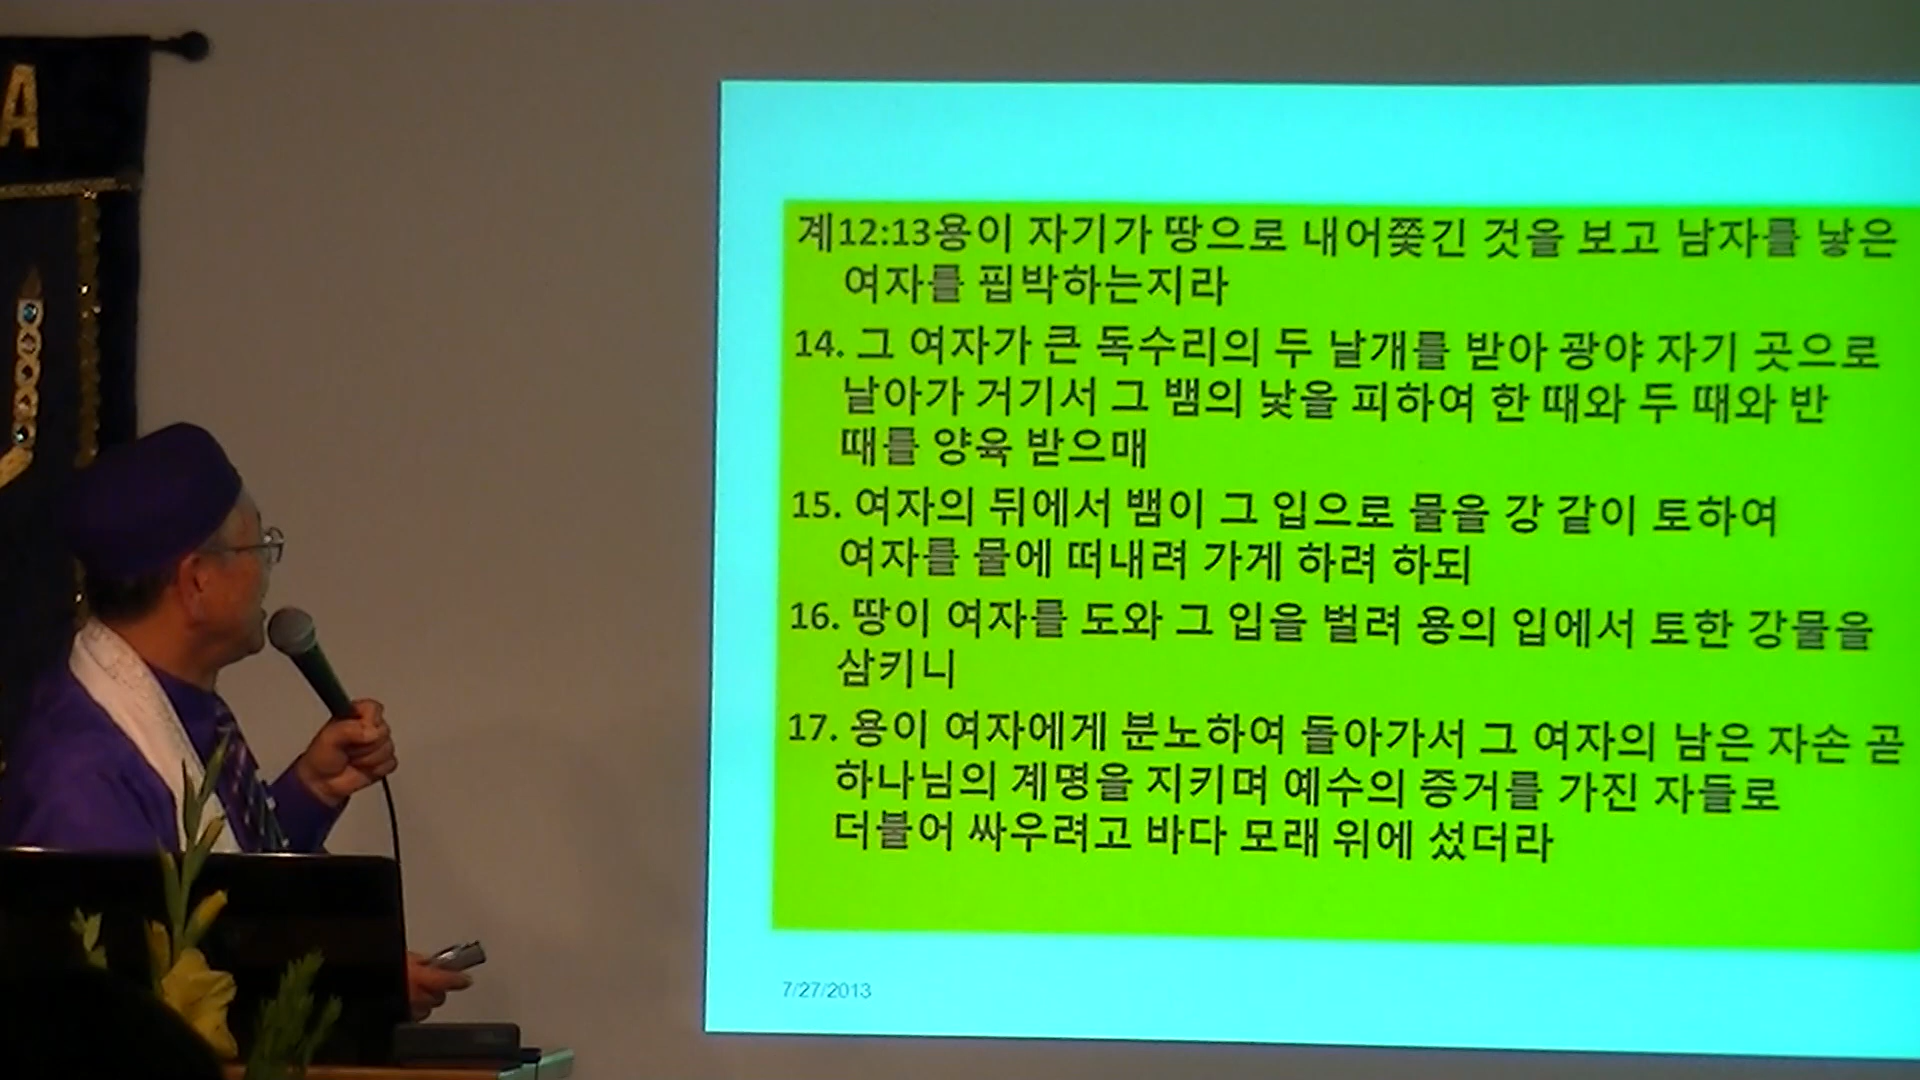 A
계12:13용이 자기가 땅으로 내어쫓긴 것을 보고 남자를 낳은
여자를 핍박하는지라
14. 그 여자가 큰 독수리의 두 날개를 받아 광야 자기 곳으로
날아가 거기서 그 뱀의 낯을 피하여 한 때와 두 때와 반
때를 양육 받으매
15. 여자의 뒤에서 뱀이 그 입으로 물을 강 같이 토하여
여자를 물에 떠내려 가게 하려 하되
16. 땅이 여자를 도와 그 입을 벌려 용의 입에서 토한 강물을
삼키니
17. 용이 여자에게 분노하여 돌아가서 그 여자의 남은 자손 곧
하나님의 계명을 지키며 예수의 증거를 가진 자들로
더불어 싸우려고 바다 모래 위에 섰더라
7/27/2013